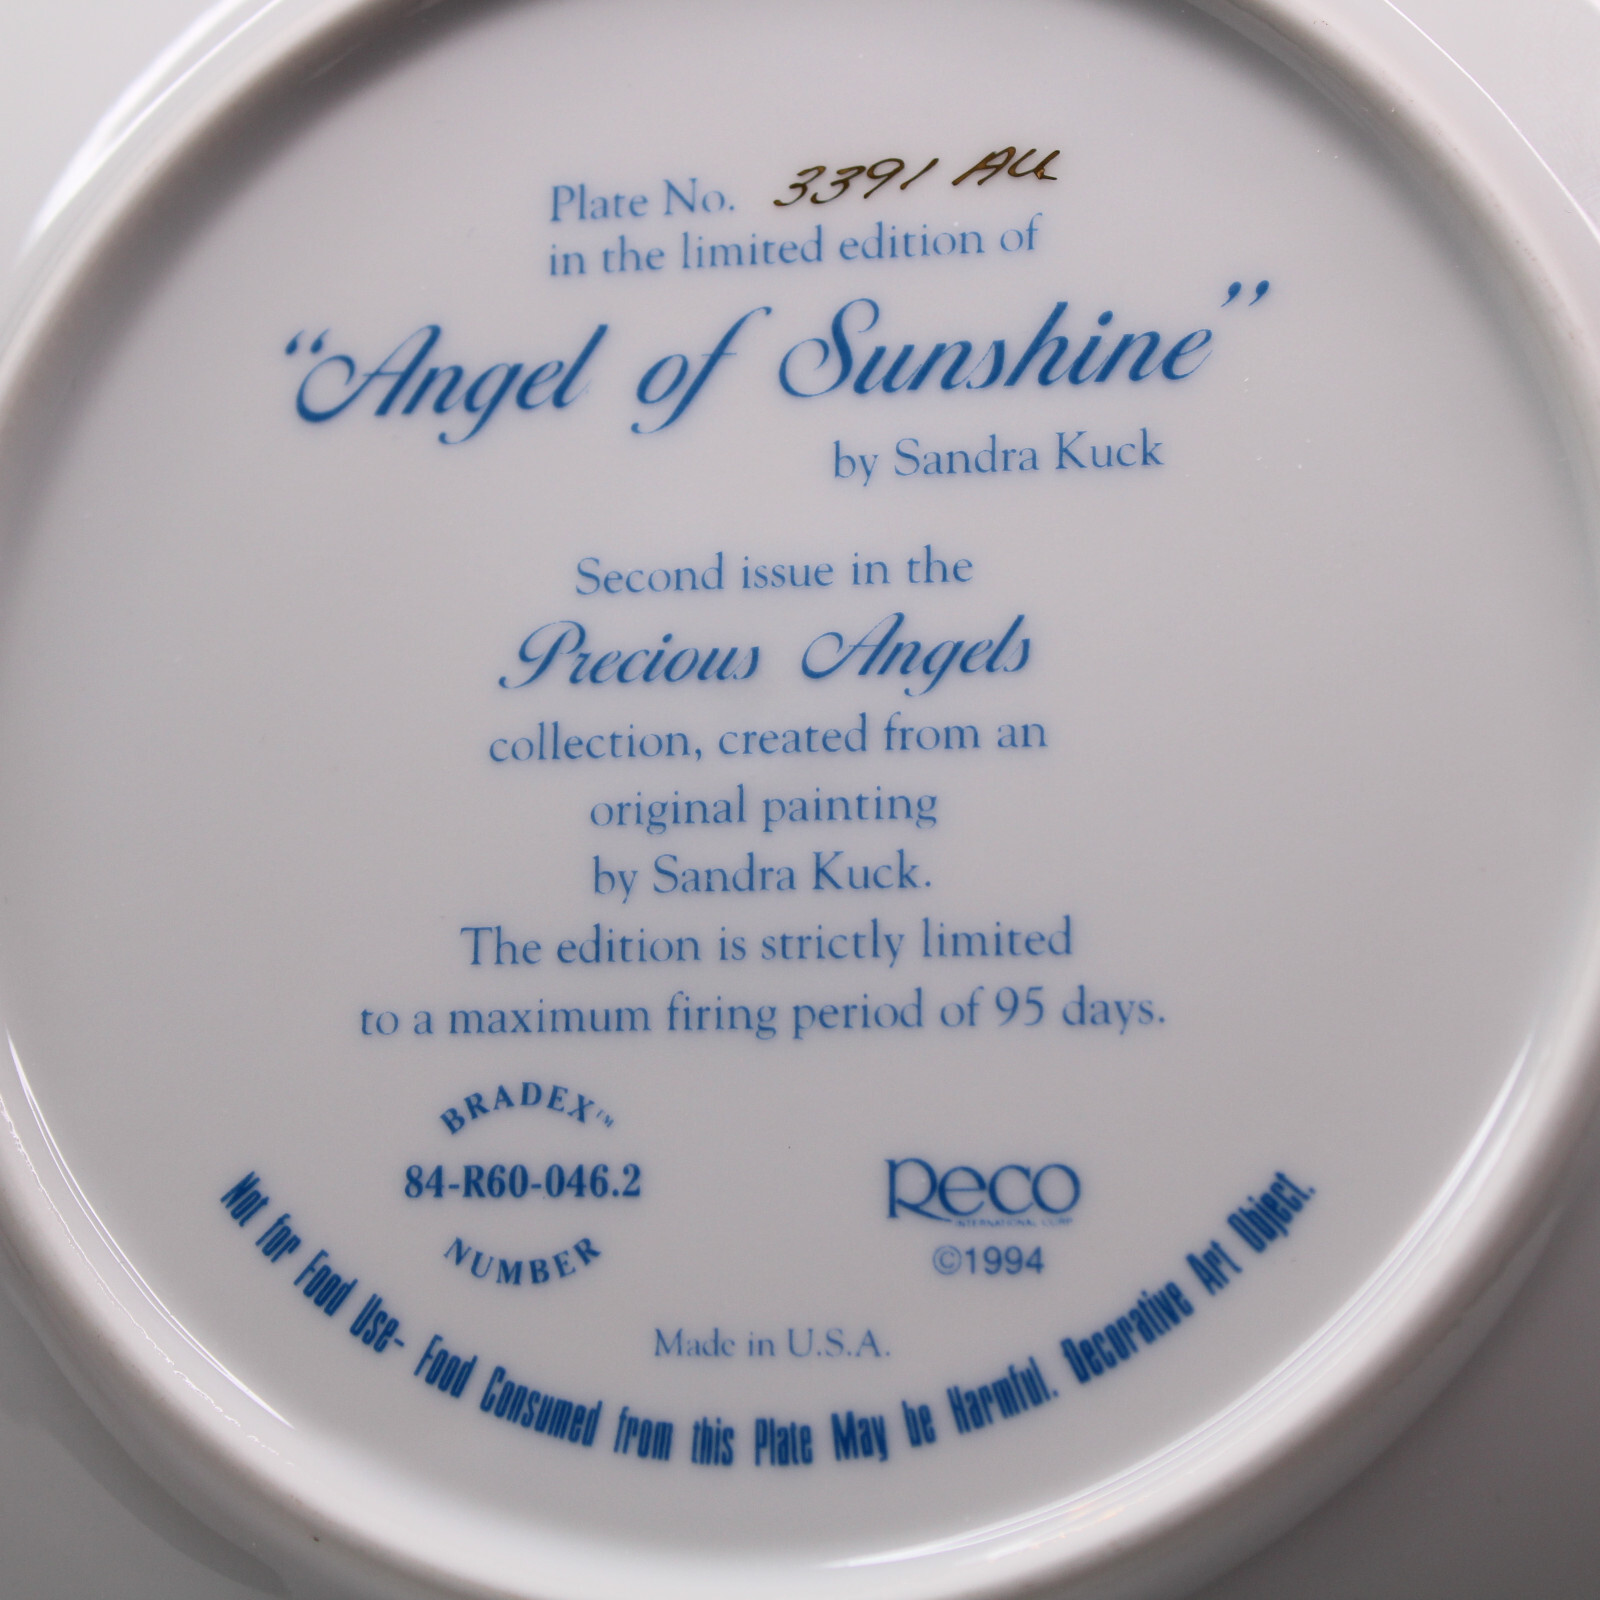 Plate No. 3391
in the limited edition of
“Angel of Sunshine”
by Sandra Kuck
Second issue in the
Precious Angels
collection, created from an
original painting
by Sandra Kuck.
The edition is strictly limited
to a maximum firing period of 95 days.
BRADEX™
84-R60-046.2
NUMBER
Reco
INTERNATIONAL CORP
©1994
Made in U.S.A.
Not for Food Use- Food Consumed from this Plate May be Harmful. Decorative Art Object.